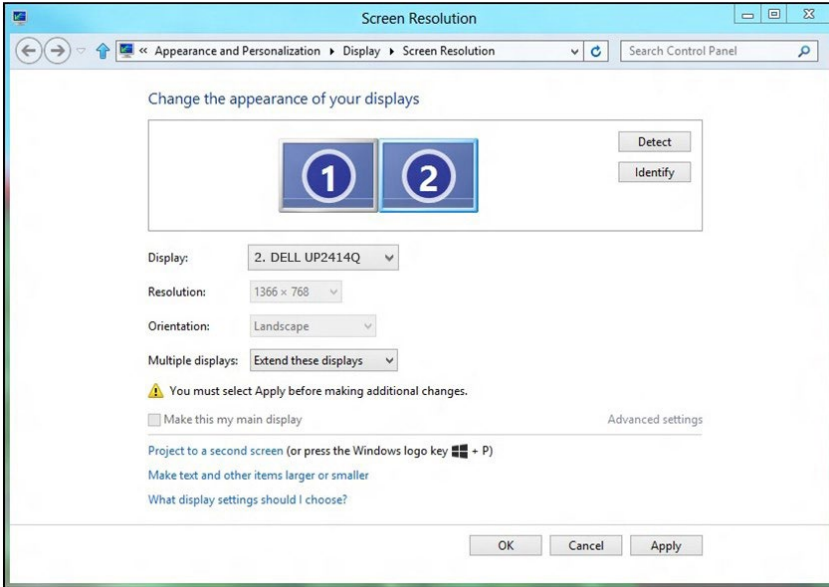 Screen Resolution
« Appearance and Personalization Display Screen Resolution Search Control Panel
Change the appearance of your displays
1 2
Detect
Identify
Display: 2. DELL UP2414Q
Resolution: 1366 × 768
Orientation: Landscape
Multiple displays: Extend these displays
You must select Apply before making additional changes.
Make this my main display Advanced settings
Project to a second screen (or press the Windows logo key + P)
Make text and other items larger or smaller
What display settings should I choose?
OK Cancel Apply